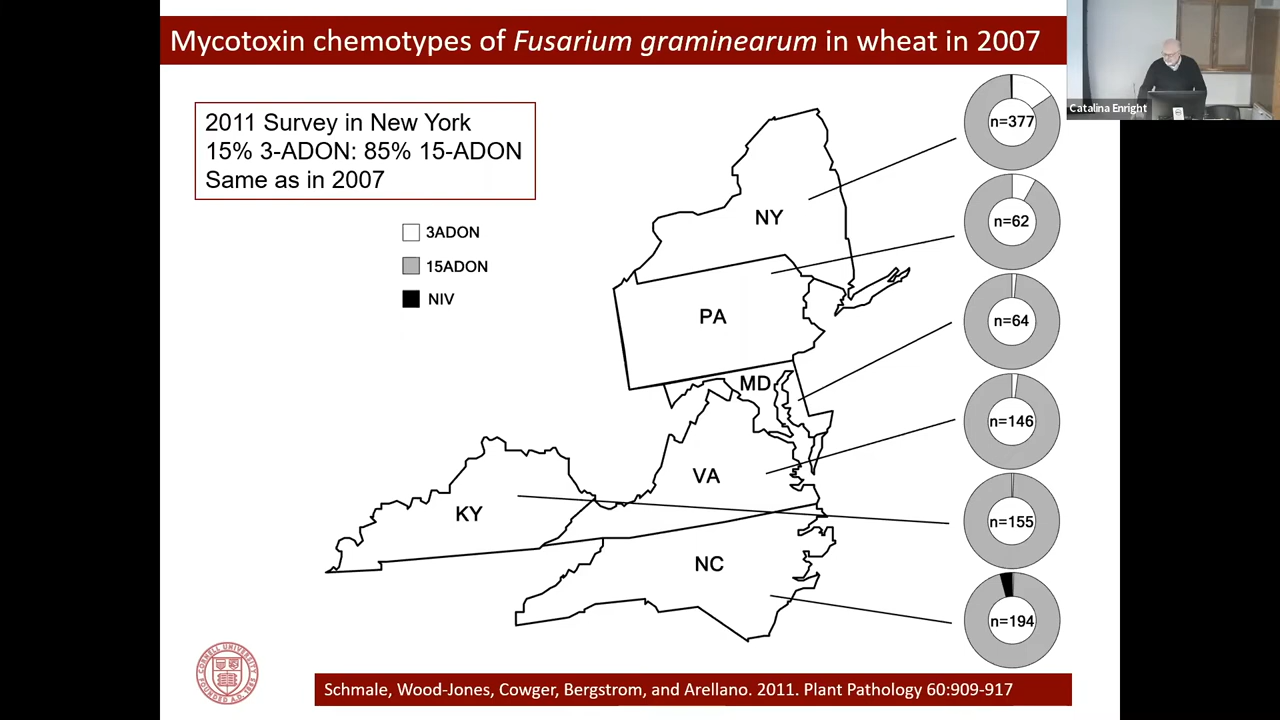 Mycotoxin chemotypes of Fusarium graminearum in wheat in 2007
Catalina Enright
2011 Survey in New York
15% 3-ADON: 85% 15-ADON
Same as in 2007
3ADON
15ADON
NIV
NY
PA
MD
VA
KY
NC
n=377
n=62
n=64
n=146
n=155
n=194
Schmale, Wood-Jones, Cowger, Bergstrom, and Arellano. 2011. Plant Pathology 60:909-917